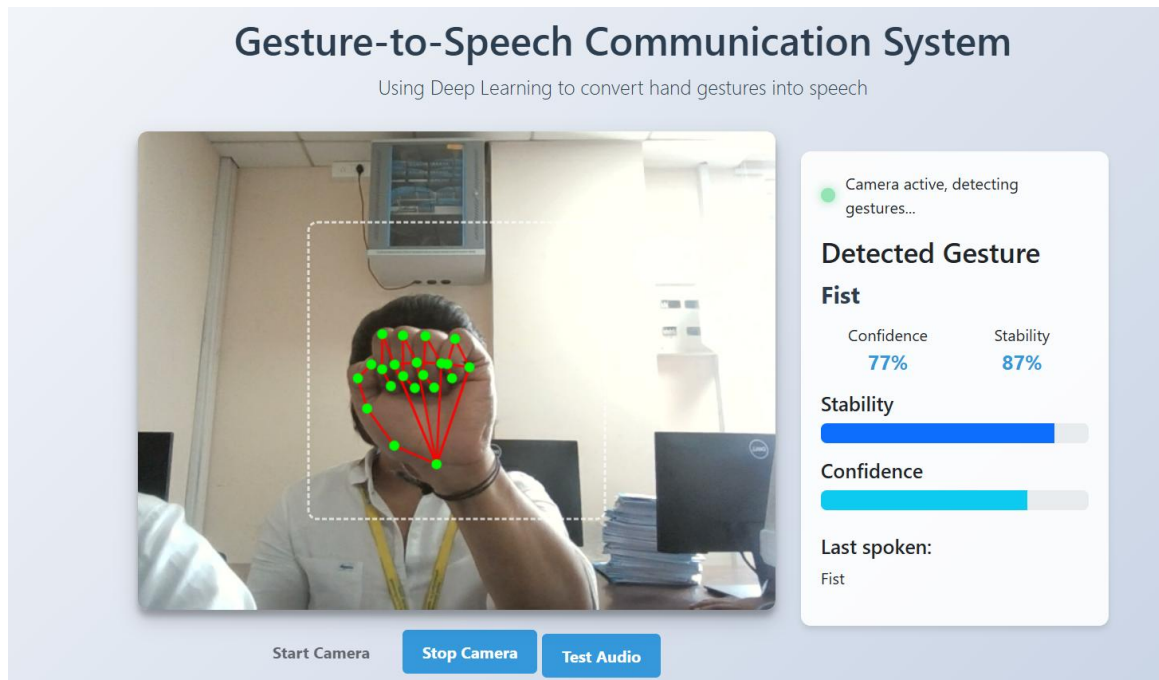 Gesture-to-Speech Communication System
Using Deep Learning to convert hand gestures into speech
Camera active, detecting
gestures...
Detected Gesture
Fist
Confidence
Stability
77%
87%
Stability
Confidence
Last spoken:
Fist
Start Camera
Stop Camera
Test Audio